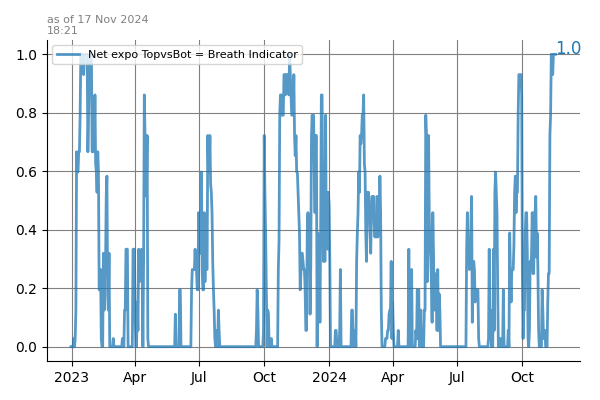 as of 17 Nov 2024
18:21
1.0
Net expo TopvsBot = Breath Indicator
1.0
0.8
0.6
0.4
0.2
0.0
2023 Apr Jul Oct 2024 Apr Jul Oct